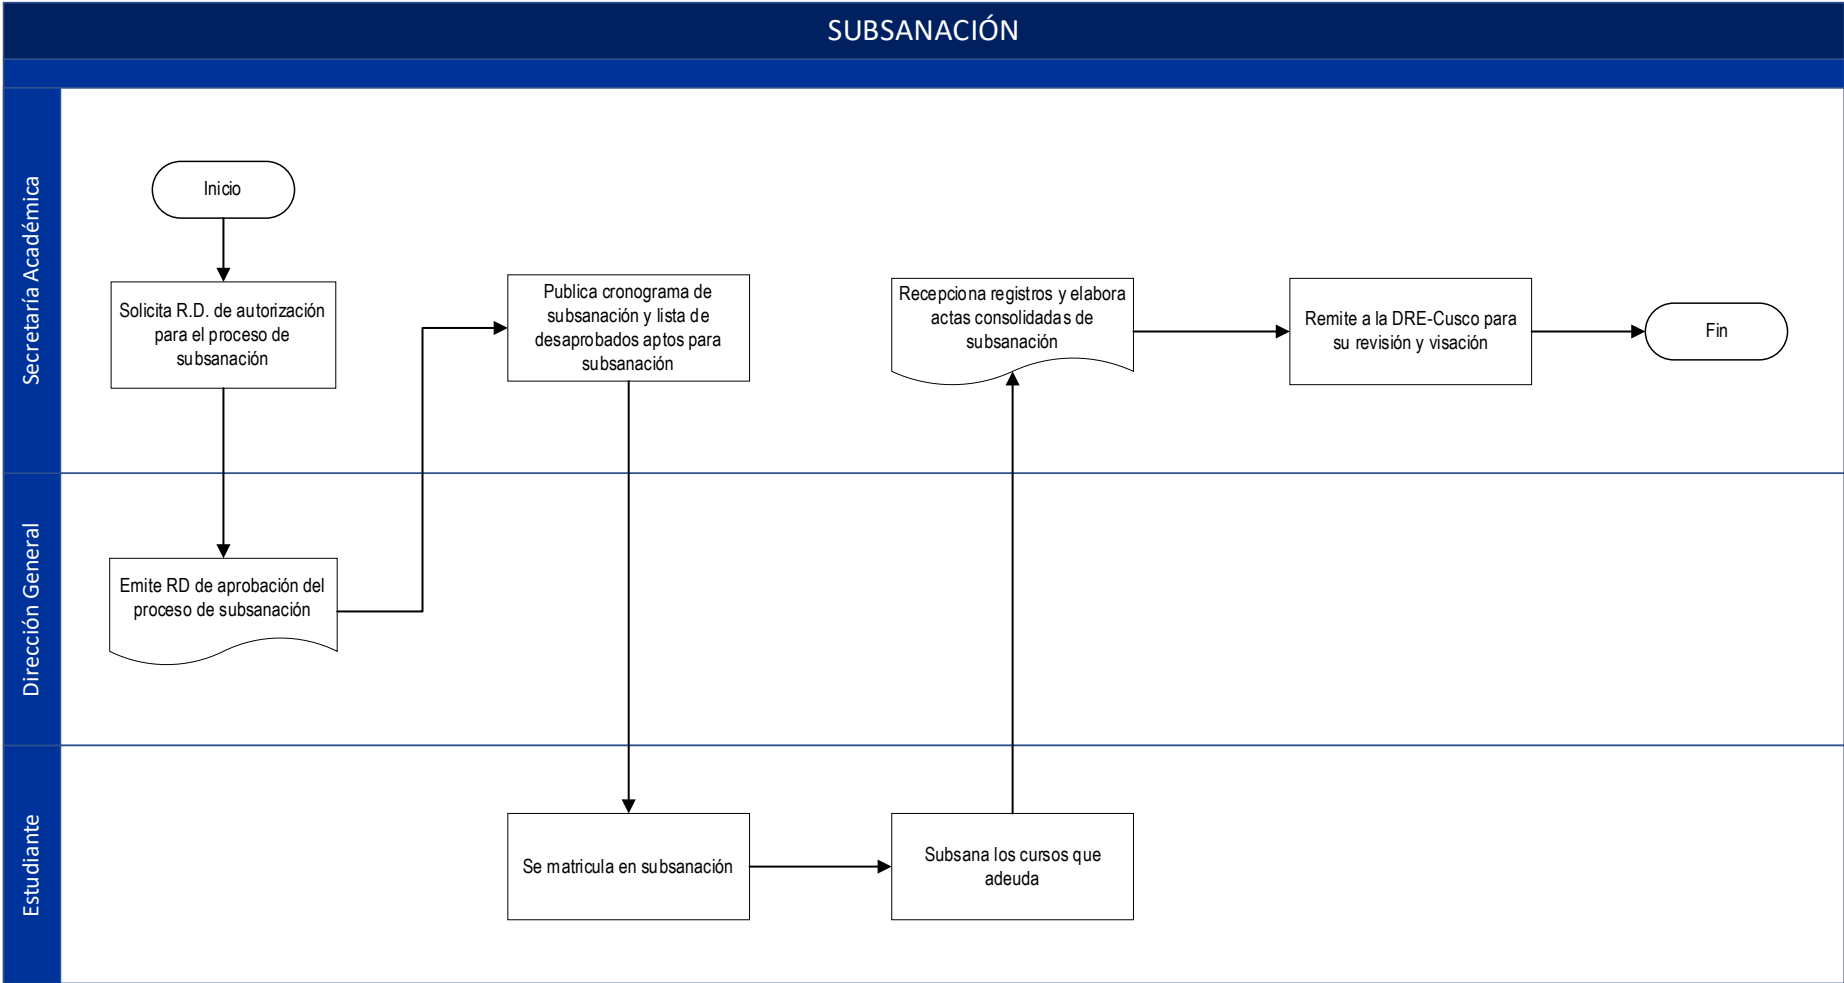 SUBSANACIÓN
Secretaría Académica
Inicio
Solicita R.D. de autorización
para el proceso de
subsanación
Publica cronograma de
subsanación y lista de
desaprobados aptos para
subsanación
Recepciona registros y elabora
actas consolidadas de
subsanación
Remite a la DRE-Cusco para
su revisión y visación
Fin
Dirección General
Emite RD de aprobación del
proceso de subsanación
Estudiante
Se matricula en subsanación
Subsana los cursos que
adeuda